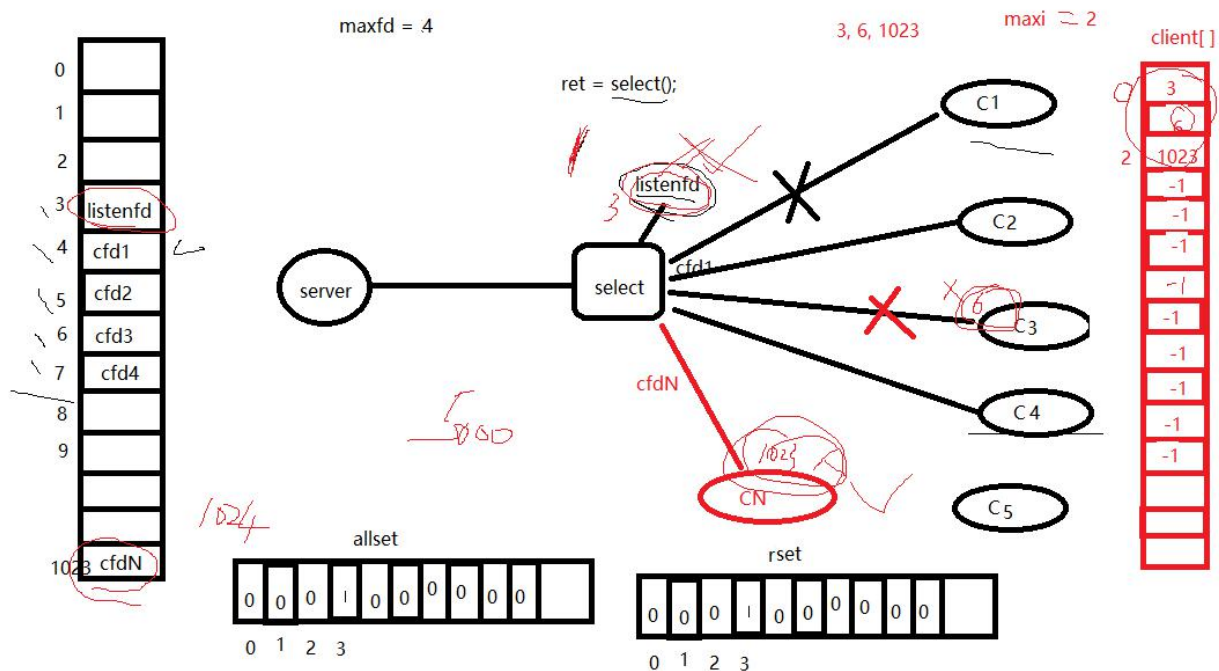 maxfd = 4
3, 6, 1023
maxi = 2
client[ ]
ret = select();
0
1
2
3
listenfd
4
cfd1
5
cfd2
6
cfd3
7
cfd4
8
9
1023
cfdN
1024
server
select
listenfd
3
cfd1
cfdN
C1
C2
6
C3
C4
C5
1023
CN
5000
0
3
6
2
1023
-1
-1
-1
-1
-1
-1
-1
-1
-1
allset
0 0 0 1 0 0 0 0 0 0
0 1 2 3
rset
0 0 0 1 0 0 0 0 0 0
0 1 2 3